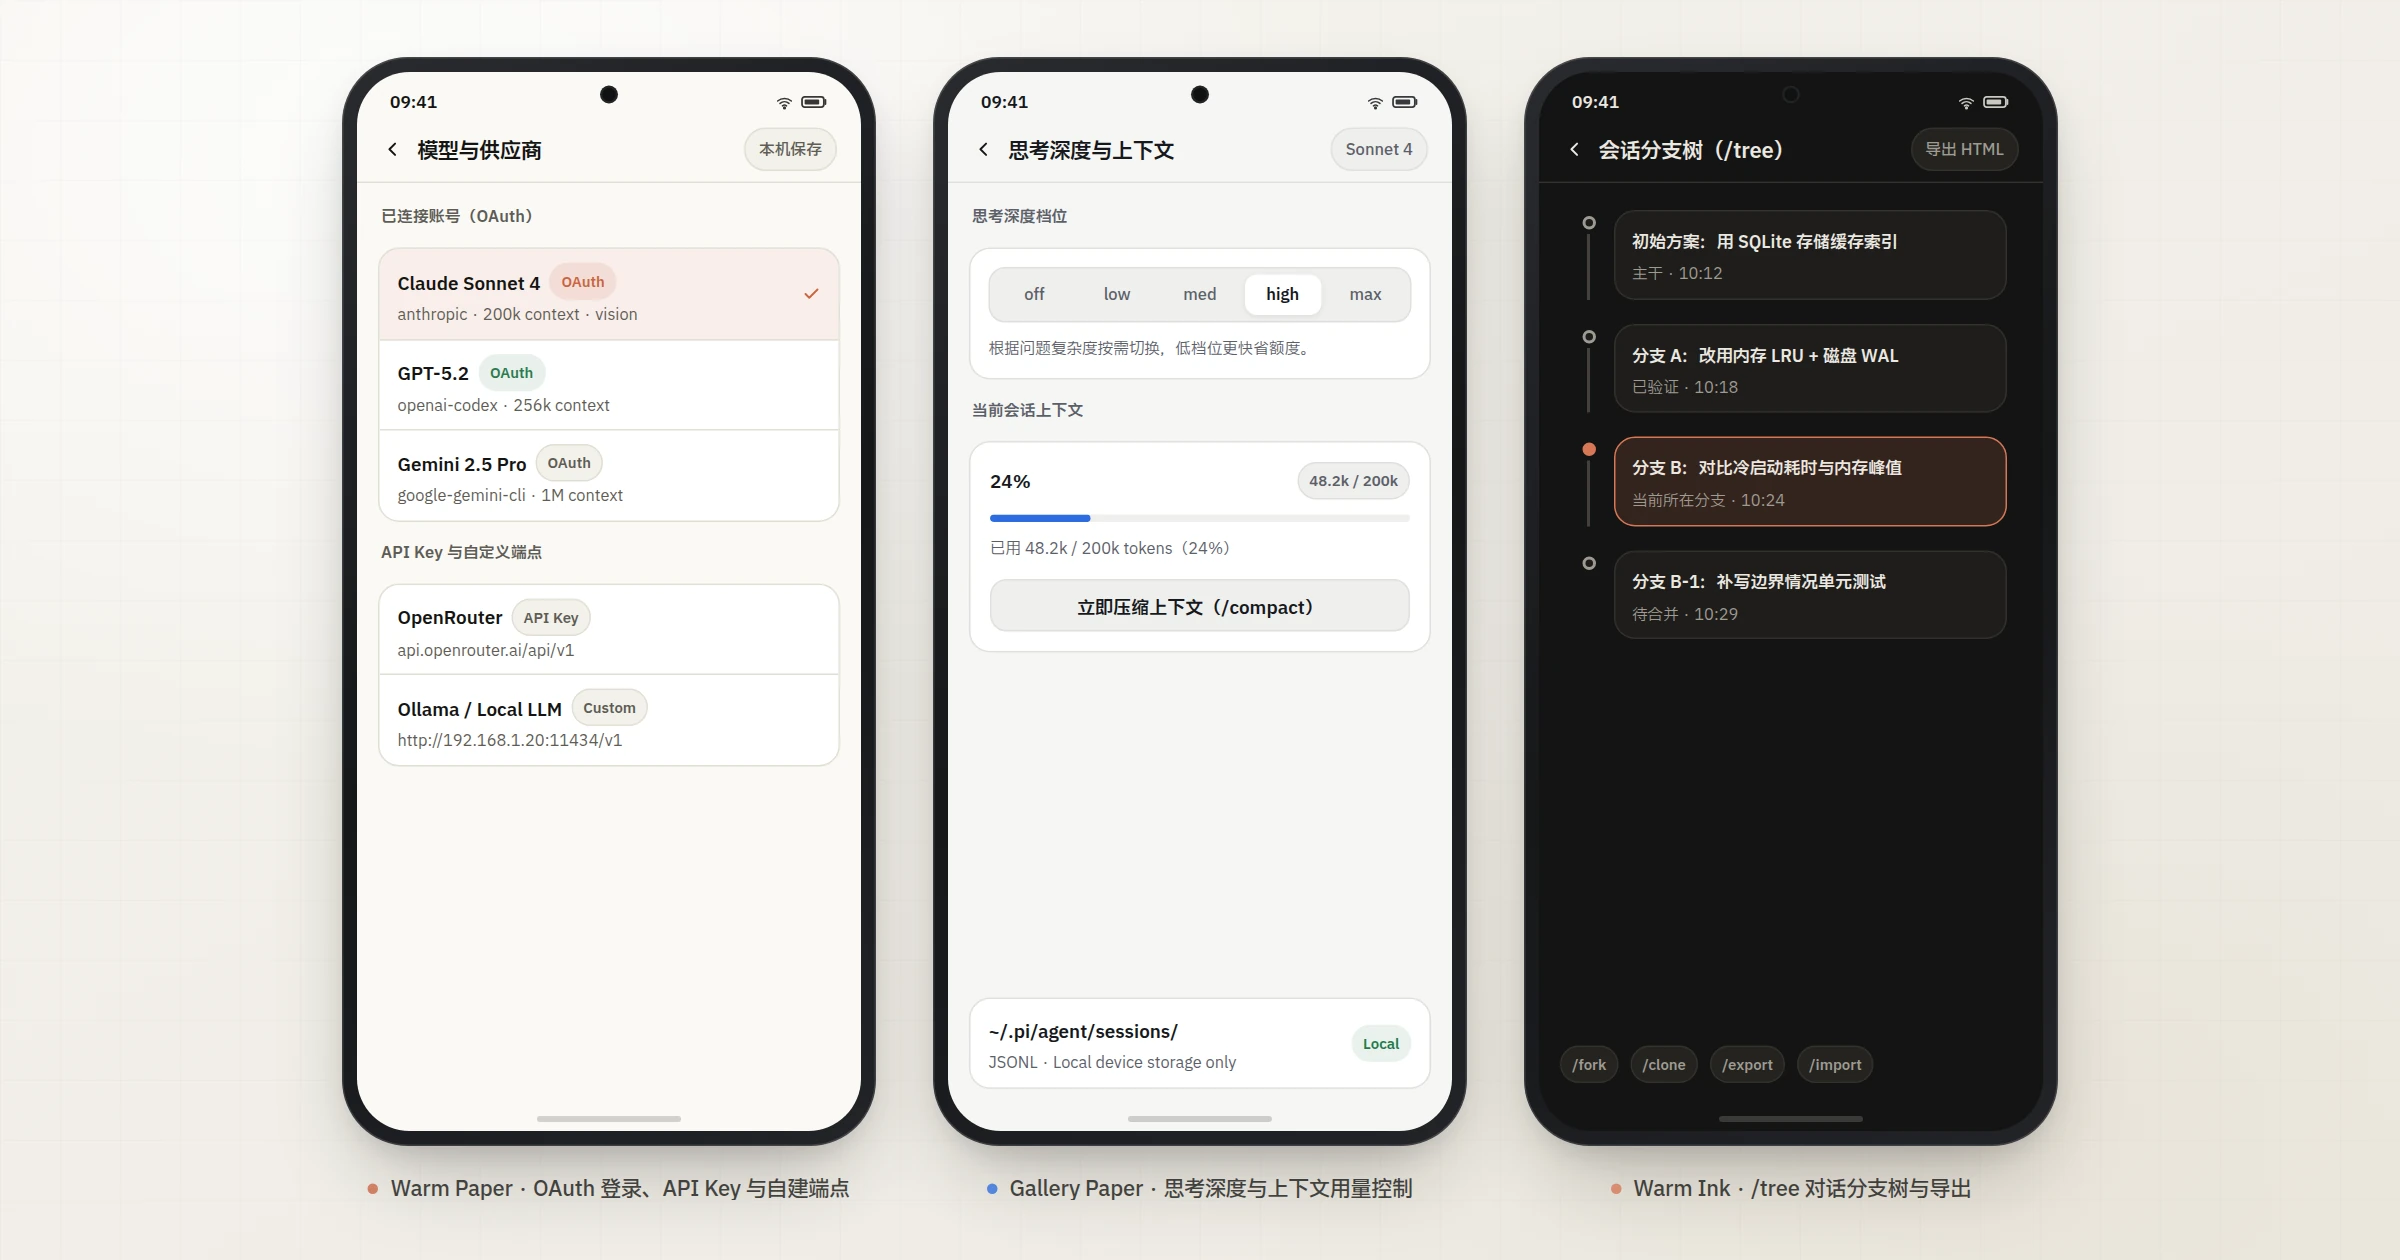 09:41
模型与供应商
本机保存
已连接账号（OAuth）
Claude Sonnet 4 OAuth
anthropic · 200k context · vision
GPT-5.2 OAuth
openai-codex · 256k context
Gemini 2.5 Pro OAuth
google-gemini-cli · 1M context
API Key 与自定义端点
OpenRouter API Key
api.openrouter.ai/api/v1
Ollama / Local LLM Custom
http://192.168.1.20:11434/v1
Warm Paper · OAuth 登录、API Key 与自建端点
09:41
思考深度与上下文
Sonnet 4
思考深度档位
off low med high max
根据问题复杂度按需切换，低档位更快省额度。
当前会话上下文
24%
48.2k / 200k
已用 48.2k / 200k tokens（24%）
立即压缩上下文（/compact）
~/.pi/agent/sessions/
JSONL · Local device storage only
Local
Gallery Paper · 思考深度与上下文用量控制
09:41
会话分支树（/tree）
导出 HTML
初始方案：用 SQLite 存储缓存索引
主干 · 10:12
分支 A：改用内存 LRU + 磁盘 WAL
已验证 · 10:18
分支 B：对比冷启动耗时与内存峰值
当前所在分支 · 10:24
分支 B-1：补写边界情况单元测试
待合并 · 10:29
/fork /clone /export /import
Warm Ink · /tree 对话分支树与导出